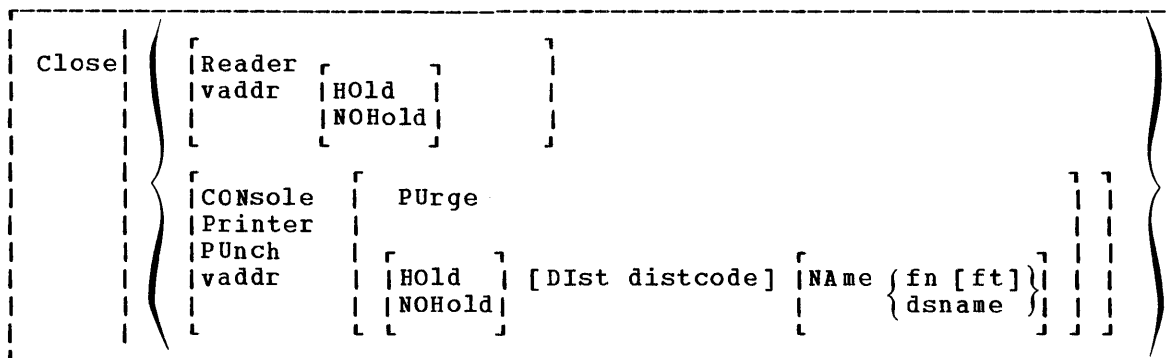 Close Reader
vaddr HOld
NOHold
CONsole PUrge
Printer
PUnch
vaddr HOld [DIst distcode] NAme fn [ft]
NOHold dsname